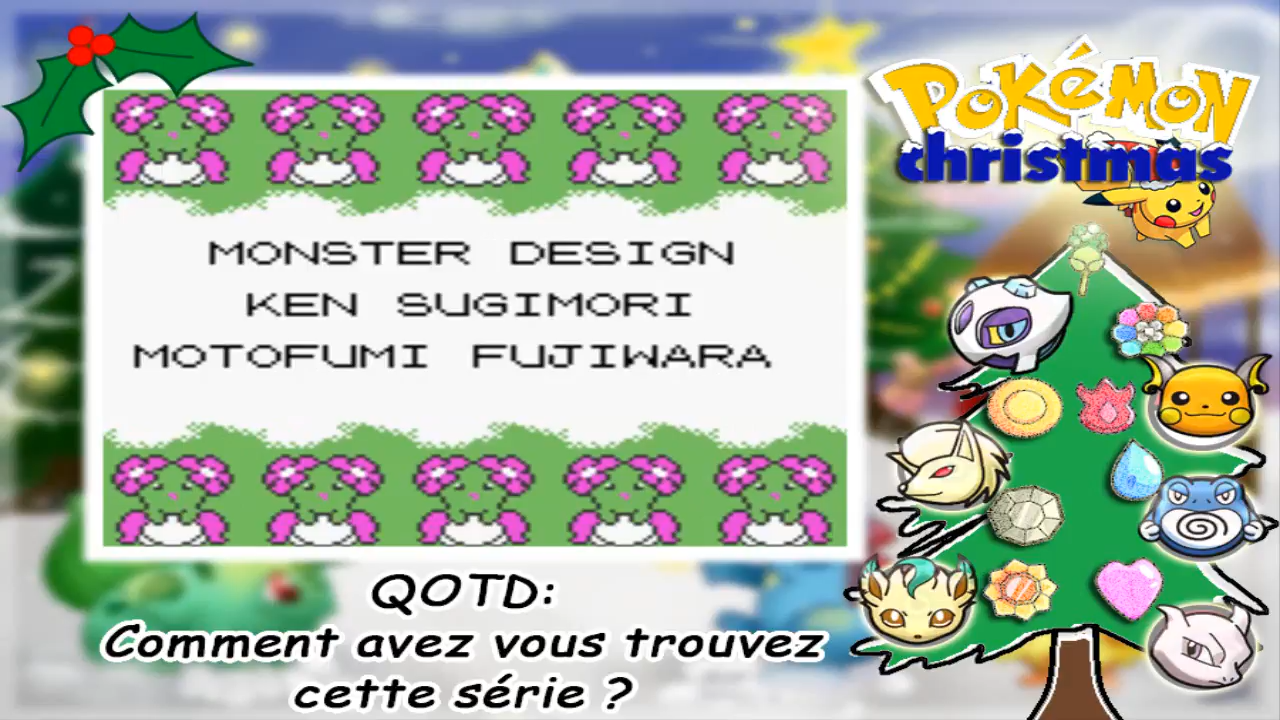 POKéMON
christmas
MONSTER DESIGN
KEN SUGIMORI
MOTOFUMI FUJIWARA
QOTD:
Comment avez vous trouvez
cette série ?